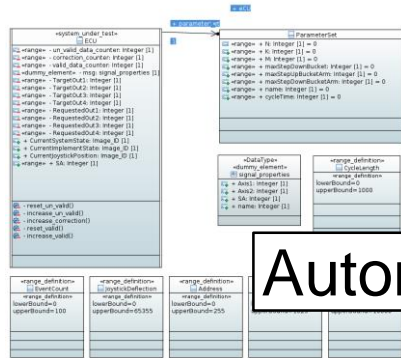 + ecu
+ parameter_set
1
«system_under_test»
ECU
«range» - un_valid_data_counter: Integer [1]
«range» - correction_counter: Integer [1]
«range» - valid_data_counter: Integer [1]
«dummy_element» - msg: signal_properties [1]
«range» - TargetOut1: Integer [1]
«range» - TargetOut2: Integer [1]
«range» - TargetOut3: Integer [1]
«range» - TargetOut4: Integer [1]
«range» - RequestedOut1: Integer [1]
«range» - RequestedOut2: Integer [1]
«range» - RequestedOut3: Integer [1]
«range» - RequestedOut4: Integer [1]
+ CurrentSystemState: Image_ID [1]
+ CurrentImplementState: Image_ID [1]
+ CurrentJoystickPosition: Image_ID [1]
«range» + SA: Integer [1]
- reset_un_valid()
- increase_un_valid()
- increase_correction()
- reset_valid()
- increase_valid()
ParameterSet
«range» + N: Integer [1] = 0
«range» + K: Integer [1] = 0
«range» + M: Integer [1] = 0
«range» + maxStepDownBucket: Integer [1] = 0
«range» + maxStepUpBucketArm: Integer [1] = 0
«range» + maxStepDownBucketArm: Integer [1] = 0
«range» + name: Integer [1] = 0
«range» + cycleTime: Integer [1] = 0
«DataType»
«dummy_element»
signal_properties
+ Axis1: Integer [1]
+ Axis2: Integer [1]
+ SA: Integer [1]
+ name: Integer [1]
«range_definition»
CycleLength
«range_definition»
lowerBound=0
upperBound=1000
Autor
«range_definition»
EventCount
«range_definition»
lowerBound=0
upperBound=100
«range_definition»
JoystickDeflection
«range_definition»
lowerBound=0
upperBound=65355
«range_definition»
Address
«range_definition»
lowerBound=0
upperBound=255